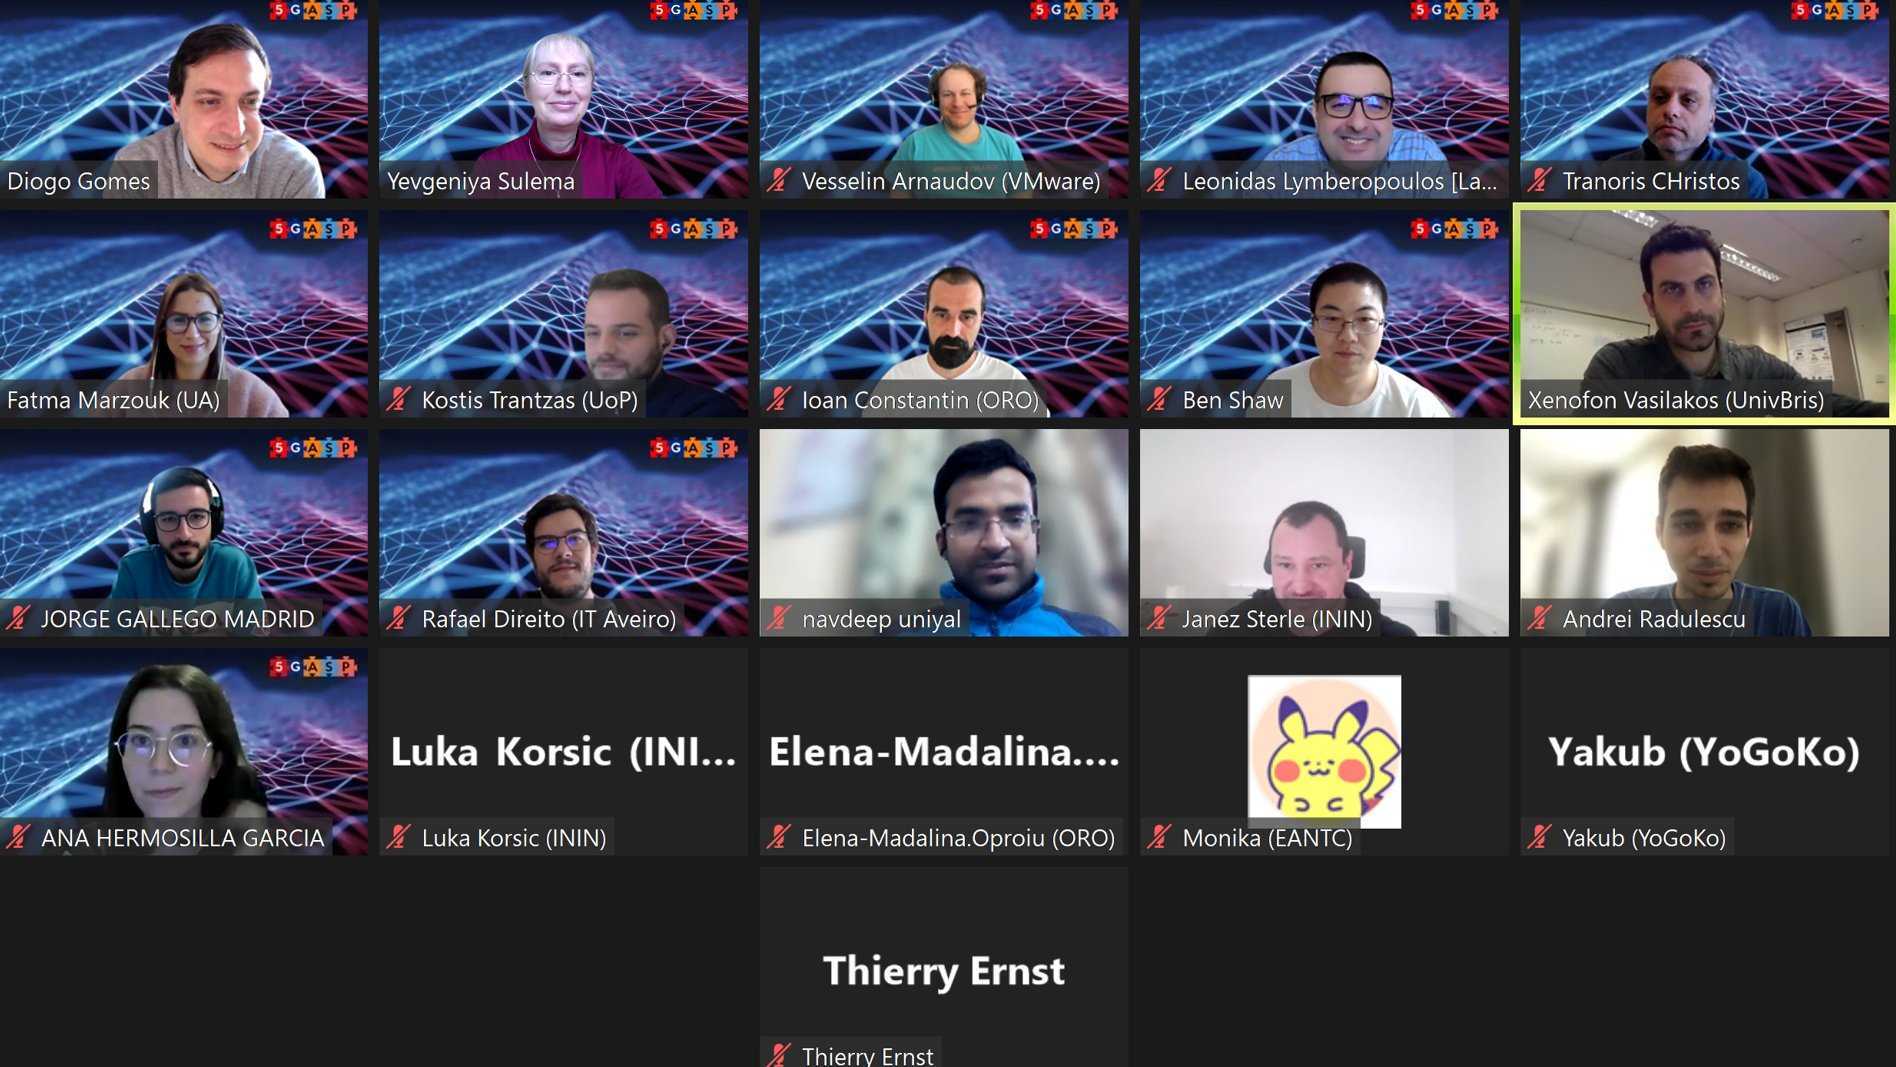 5GASP
5GASP
5GASP
5GASP
5GASP
Diogo Gomes
Yevgeniya Sulema
Vesselin Arnaudov (VMware)
Leonidas Lymberopoulos [La...
Tranoris CHristos
5GASP
5GASP
5GASP
5GASP
Fatma Marzouk (UA)
Kostis Trantzas (UoP)
Ioan Constantin (ORO)
Ben Shaw
Xenofon Vasilakos (UnivBris)
5GASP
5GASP
JORGE GALLEGO MADRID
Rafael Direito (IT Aveiro)
navdeep uniyal
Janez Sterle (ININ)
Andrei Radulescu
5GASP
Luka Korsic (INI...
Elena-Madalina....
Yakub (YoGoKo)
ANA HERMOSILLA GARCIA
Luka Korsic (ININ)
Elena-Madalina.Oproiu (ORO)
Monika (EANTC)
Yakub (YoGoKo)
Thierry Ernst
Thierry Ernst